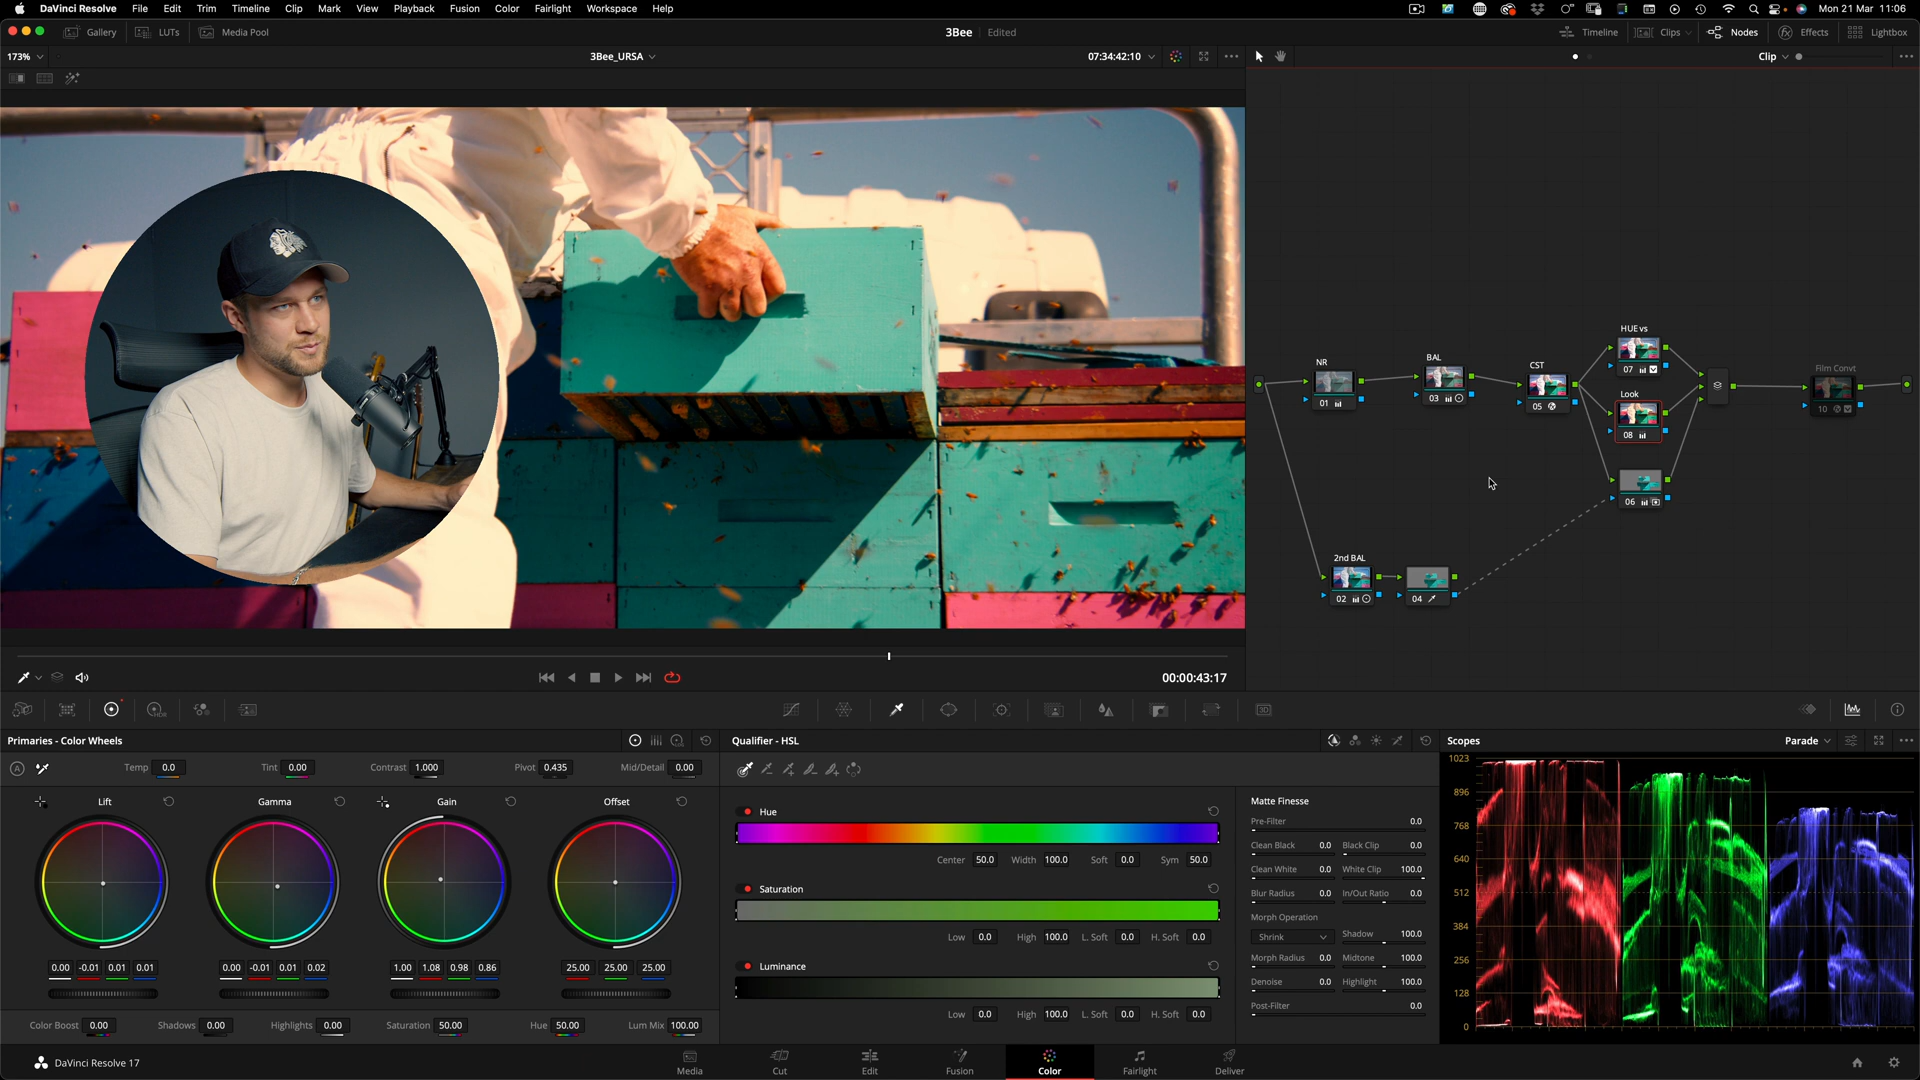 DaVinci Resolve File Edit Trim Timeline Clip Mark View Playback Fusion Color Fairlight Workspace Help Mon 21 Mar 11:06
Gallery LUTs Media Pool 3Bee Edited Timeline Clips Nodes Effects Lightbox
173% 3Bee_URSA 07:34:42:10 Clip
HUE vs
NR BAL CST 07 Film Convt
Look
01 03 05 08 10
06
2nd BAL
02 04
00:00:43:17
HDR 3D
Primaries - Color Wheels Qualifier - HSL Scopes Parade
A Temp 0.0 Tint 0.00 Contrast 1.000 Pivot 0.435 Mid/Detail 0.00
Lift Gamma Gain Offset
0.00 -0.01 0.01 0.01 0.00 -0.01 0.01 0.02 1.00 1.08 0.98 0.86 25.00 25.00 25.00
Color Boost 0.00 Shadows 0.00 Highlights 0.00 Saturation 50.00 Hue 50.00 Lum Mix 100.00
Hue
Center 50.0 Width 100.0 Soft 0.0 Sym 50.0
Saturation
Low 0.0 High 100.0 L. Soft 0.0 H. Soft 0.0
Luminance
Low 0.0 High 100.0 L. Soft 0.0 H. Soft 0.0
Matte Finesse
Pre-Filter 0.0
Clean Black 0.0 Black Clip 0.0
Clean White 0.0 White Clip 100.0
Blur Radius 0.0 In/Out Ratio 0.0
Morph Operation
Shrink Shadow 100.0
Morph Radius 0.0 Midtone 100.0
Denoise 0.0 Highlight 100.0
Post-Filter 0.0
1023
896
768
640
512
384
256
128
0
DaVinci Resolve 17 Media Cut Edit Fusion Color Fairlight Deliver